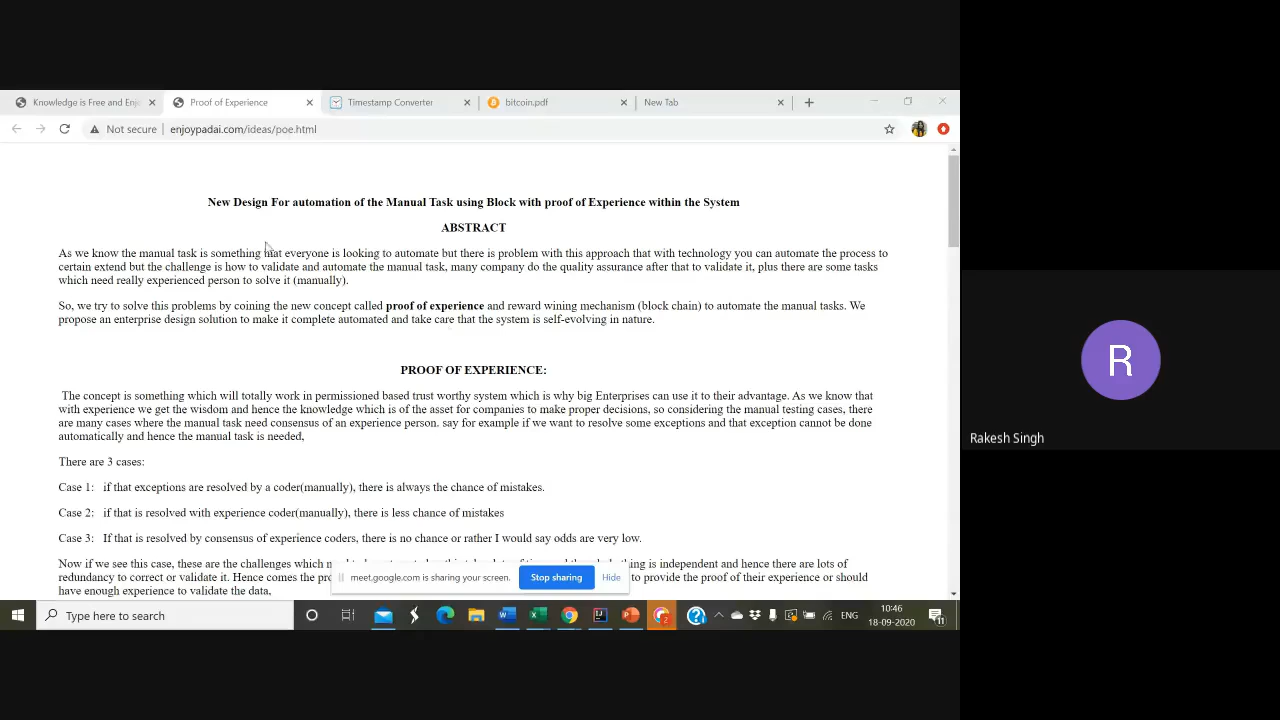 Knowledge is Free and Enj
Proof of Experience
Timestamp Converter
bitcoin.pdf
New Tab
Not secure
enjoypadai.com/ideas/poe.html
New Design For automation of the Manual Task using Block with proof of Experience within the System
ABSTRACT
As we know the manual task is something that everyone is looking to automate but there is problem with this approach that with technology you can automate the process to
certain extend but the challenge is how to validate and automate the manual task, many company do the quality assurance after that to validate it, plus there are some tasks
which need really experienced person to solve it (manually).
So, we try to solve this problems by coining the new concept called proof of experience and reward wining mechanism (block chain) to automate the manual tasks. We
propose an enterprise design solution to make it complete automated and take care that the system is self-evolving in nature.
PROOF OF EXPERIENCE:
The concept is something which will totally work in permissioned based trust worthy system which is why big Enterprises can use it to their advantage. As we know that
with experience we get the wisdom and hence the knowledge which is of the asset for companies to make proper decisions, so considering the manual testing cases, there
are many cases where the manual task need consensus of an experience person. say for example if we want to resolve some exceptions and that exception cannot be done
automatically and hence the manual task is needed,
There are 3 cases:
Case 1: if that exceptions are resolved by a coder(manually), there is always the chance of mistakes.
Case 2: if that is resolved with experience coder(manually), there is less chance of mistakes
Case 3: If that is resolved by consensus of experience coders, there is no chance or rather I would say odds are very low.
Now if we see this case, these are the challenges which is independent and hence there are lots of
redundancy to correct or validate it. Hence comes the to provide the proof of their experience or should
have enough experience to validate the data,
meet.google.com is sharing your screen.
Stop sharing
Hide
Type here to search
ENG
10:46
18-09-2020
11
R
Rakesh Singh